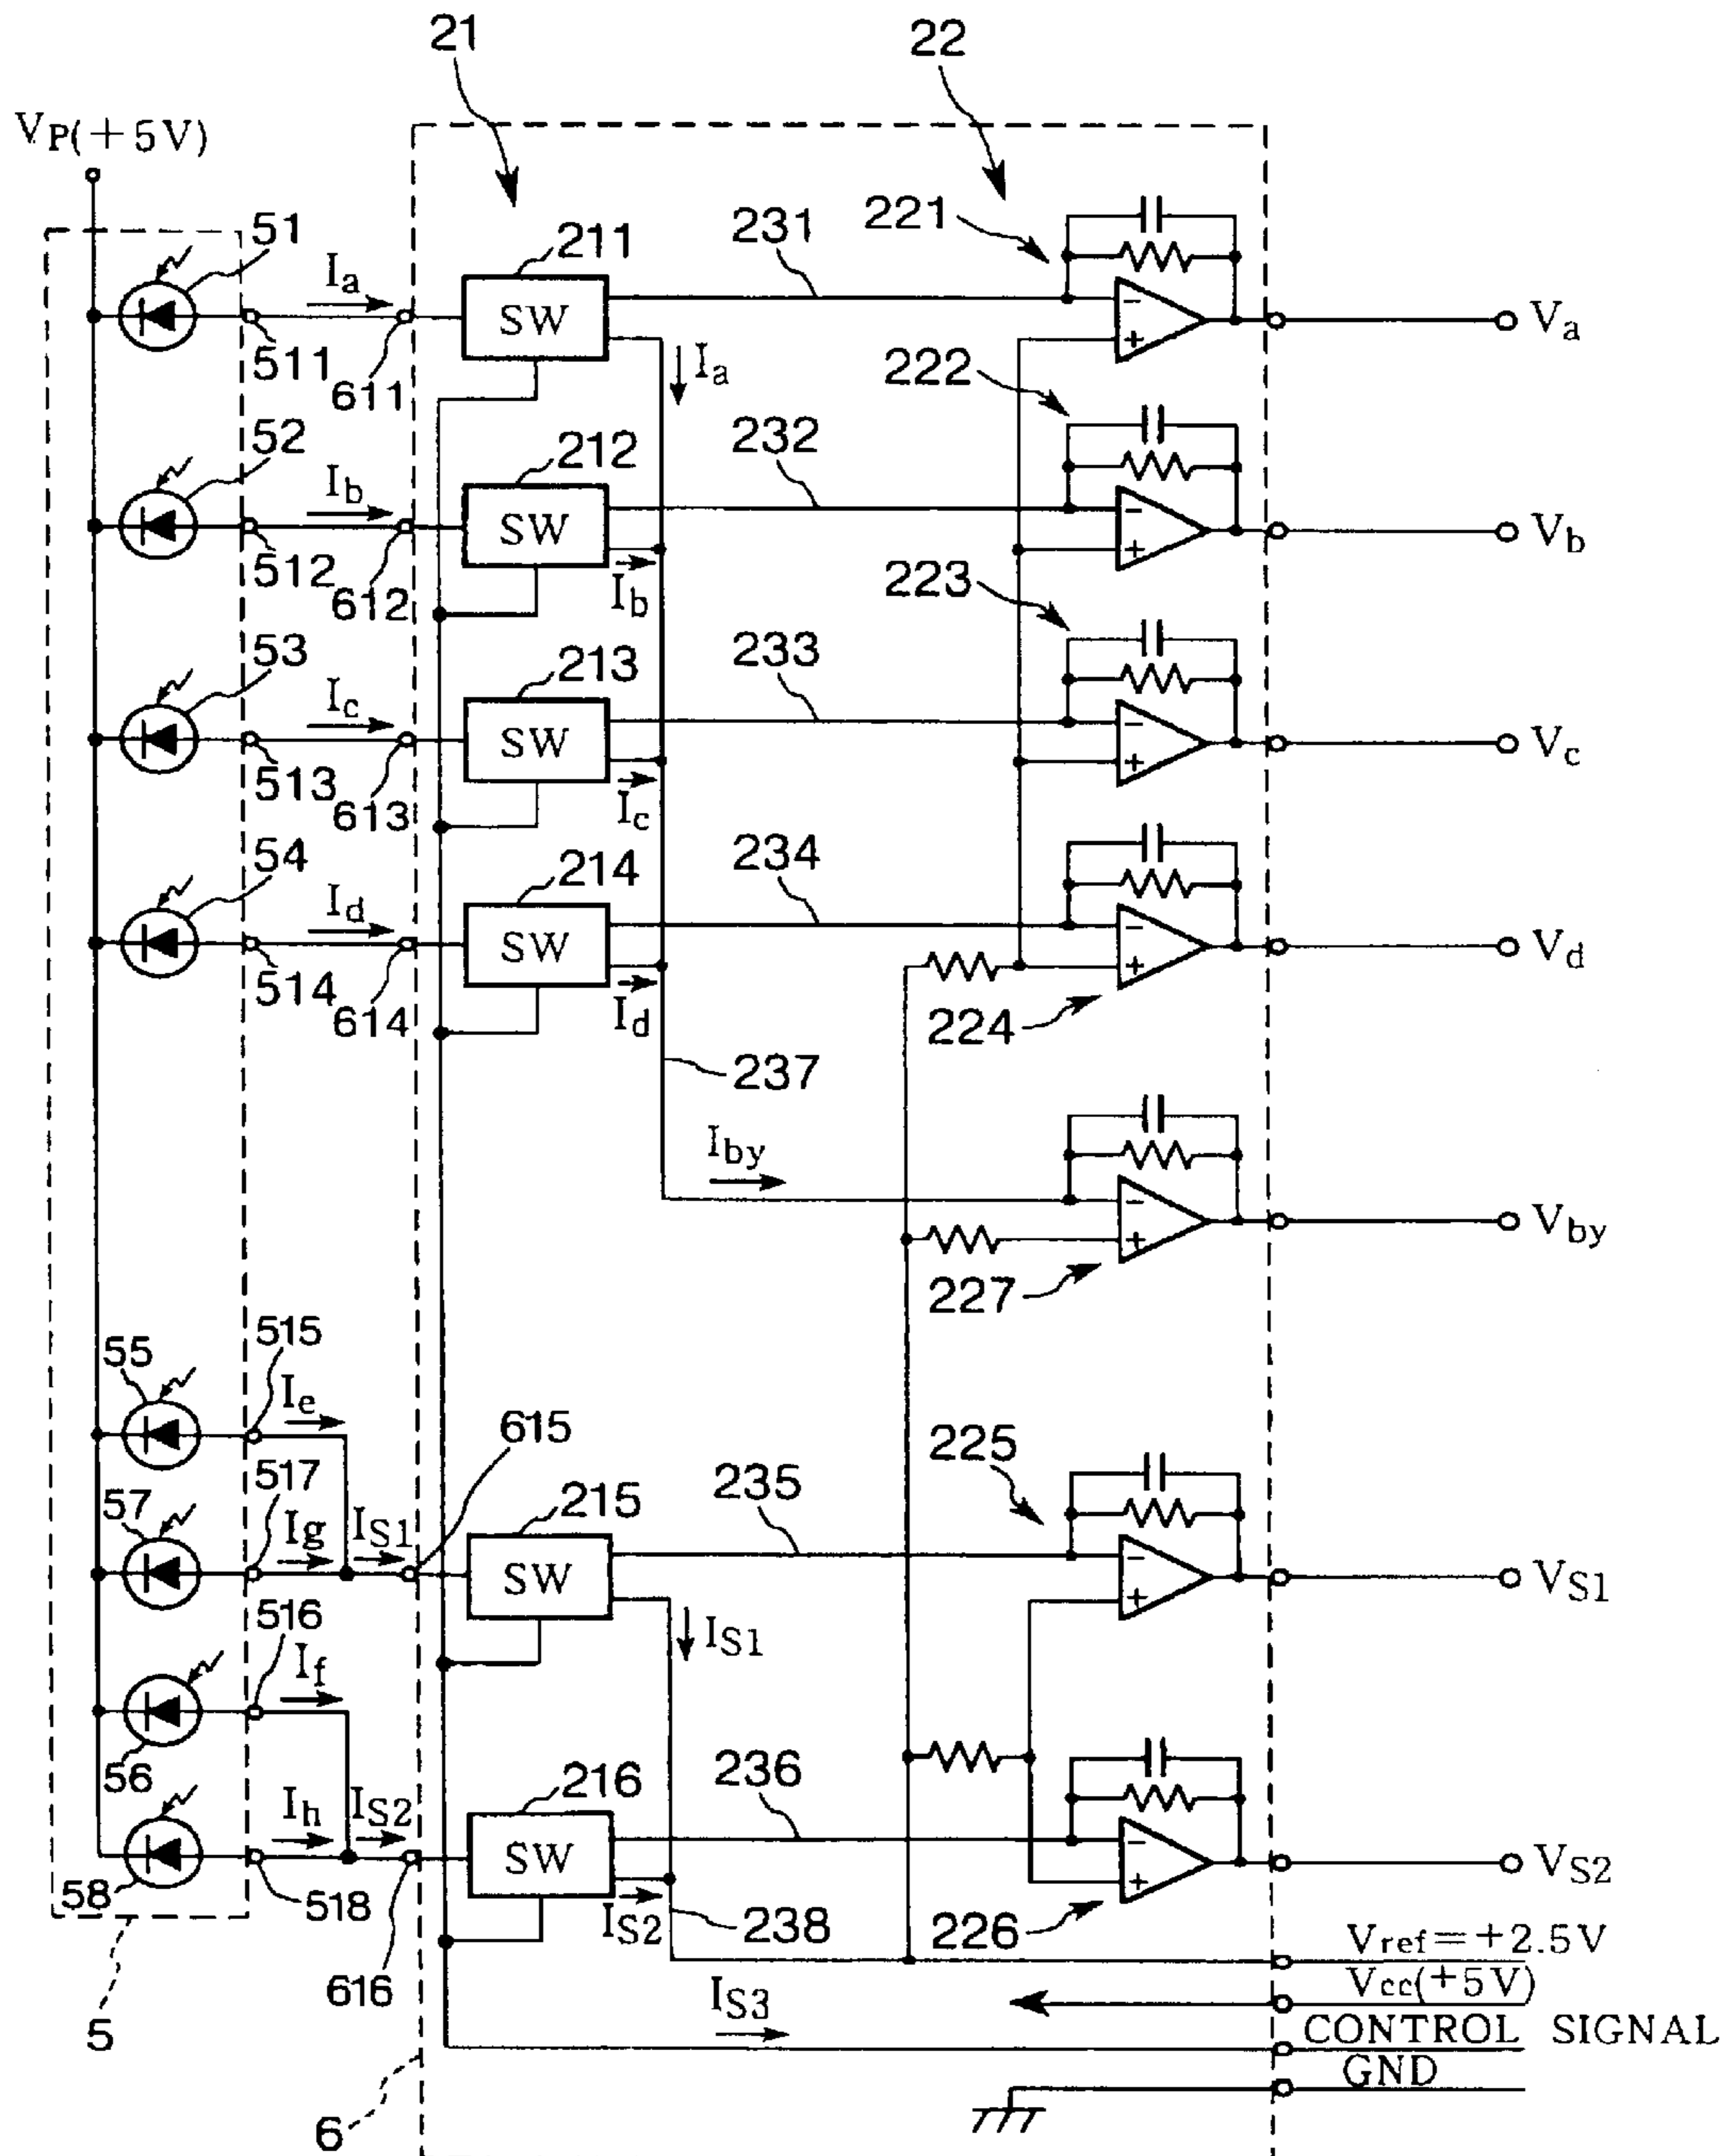 21
22
VP(+5V)
51
Ia
211
SW
231
221
Va
511
611
Ia
222
52
Ib
212
SW
232
Vb
512
612
Ib
223
53
Ic
213
SW
233
Vc
513
613
Ic
54
Id
214
SW
234
Vd
514
614
Id
224
237
Iby
Vby
227
55
515
Ie
615
225
57
517
Ig
IS1
215
SW
235
VS1
516
If
IS1
56
216
SW
236
Ih
IS2
VS2
58
518
IS2
238
226
616
Vref=+2.5V
Vcc(+5V)
IS3
CONTROL SIGNAL
GND
5
6